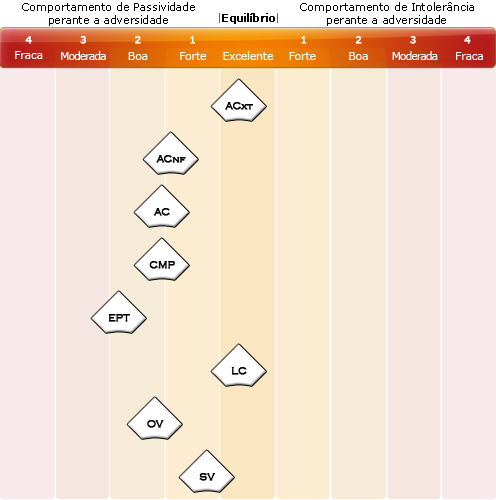 Comportamento de Passividade
perante a adversidade
|Equilíbrio|
Comportamento de Intolerância
perante a adversidade
4 3 2 1 1 2 3 4
Fraca Moderada Boa Forte Excelente Forte Boa Moderada Fraca
ACXT
ACNF
AC
CMP
EPT
LC
OV
SV